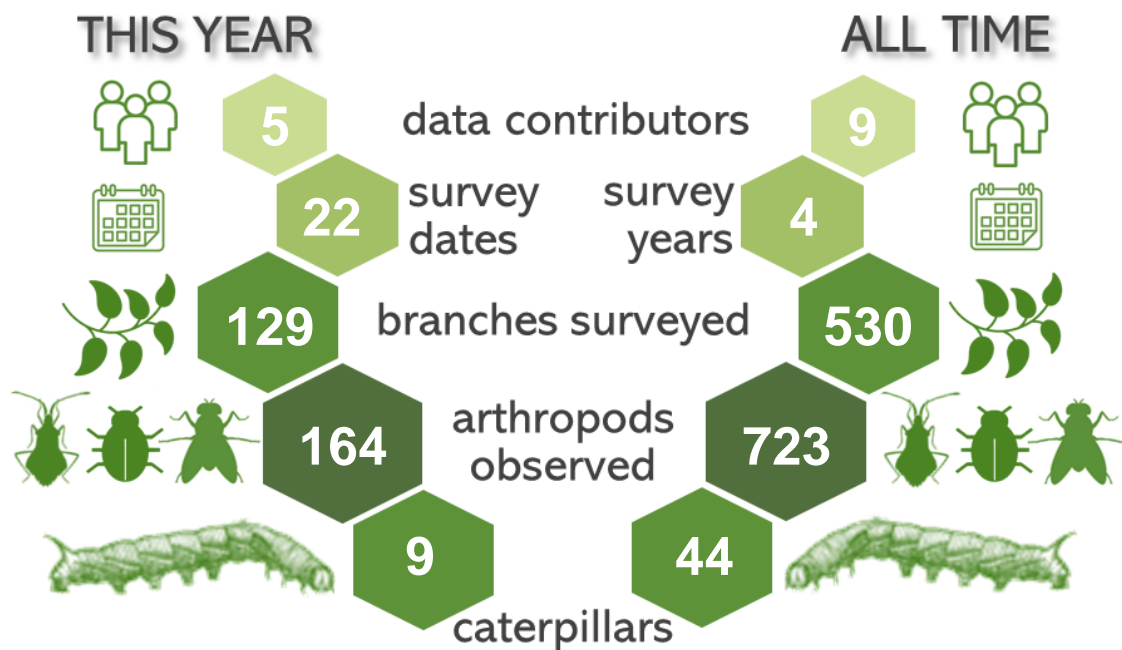 THIS YEAR ALL TIME
5 data contributors 9
22 survey dates survey years 4
129 branches surveyed 530
164 arthropods observed 723
9 caterpillars 44